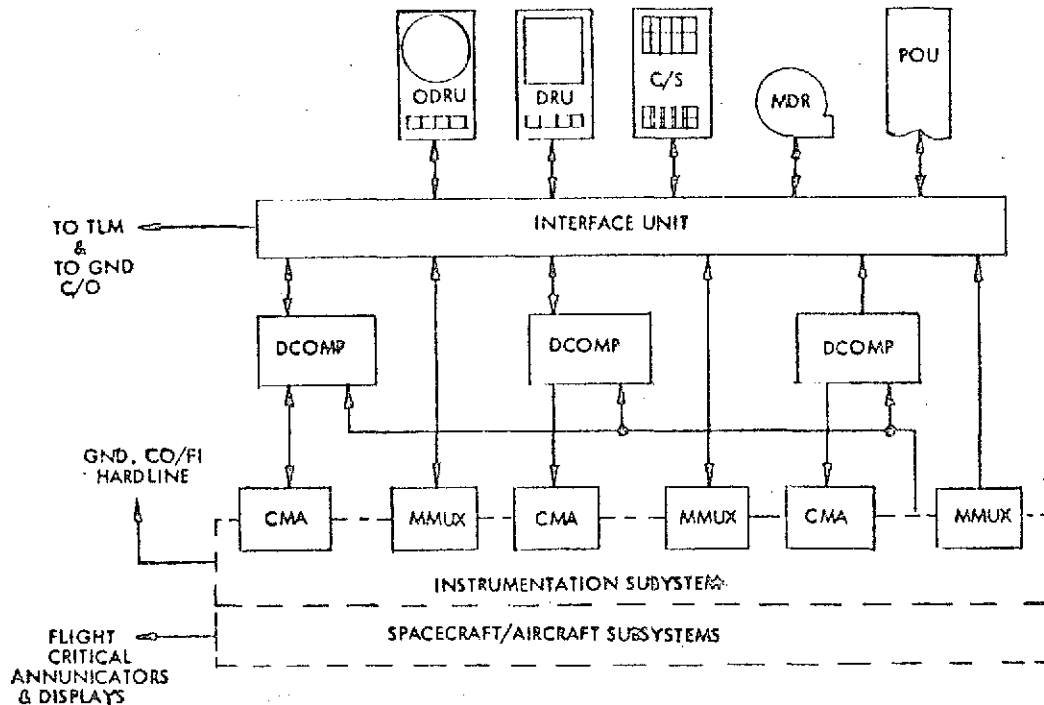 ODRU
DRU
C/S
MDR
POU
INTERFACE UNIT
TO TLM
&
TO GND
C/O
DCOMP
DCOMP
DCOMP
GND, CO/FI
HARDLINE
CMA
MMUX
CMA
MMUX
CMA
MMUX
INSTRUMENTATION SUBYSTEM
SPACECRAFT/AIRCRAFT SUBSYSTEMS
FLIGHT
CRITICAL
ANNUNICATORS
& DISPLAYS